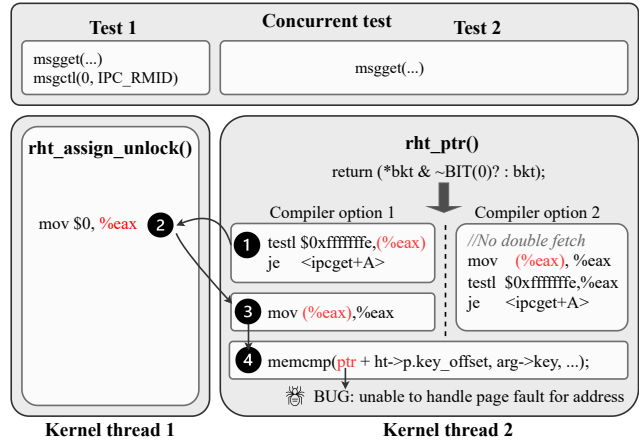 Concurrent test
Test 1
Test 2
msgget(...)
msgctl(0, IPC_RMID)
msgget(...)
rht_assign_unlock()
mov $0, %eax
2
rht_ptr()
return (*bkt & ~BIT(0)? : bkt);
Compiler option 1
Compiler option 2
1
testl $0xfffffffe,(%eax)
je <ipcget+A>
//No double fetch
mov (%eax), %eax
testl $0xfffffffe,%eax
je <ipcget+A>
3
mov (%eax),%eax
4
memcmp(ptr + ht->p.key_offset, arg->key, ...);
BUG: unable to handle page fault for address
Kernel thread 1
Kernel thread 2